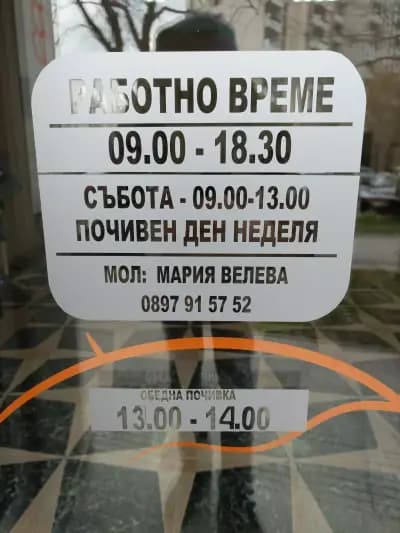 РАБОТНО ВРЕМЕ
09.00 - 18.30
СЪБОТА - 09.00-13.00
ПОЧИВЕН ДЕН НЕДЕЛЯ
МОЛ: МАРИЯ ВЕЛЕВА
0897 91 57 52
ОБЕДНА ПОЧИВКА
13.00 - 14.00